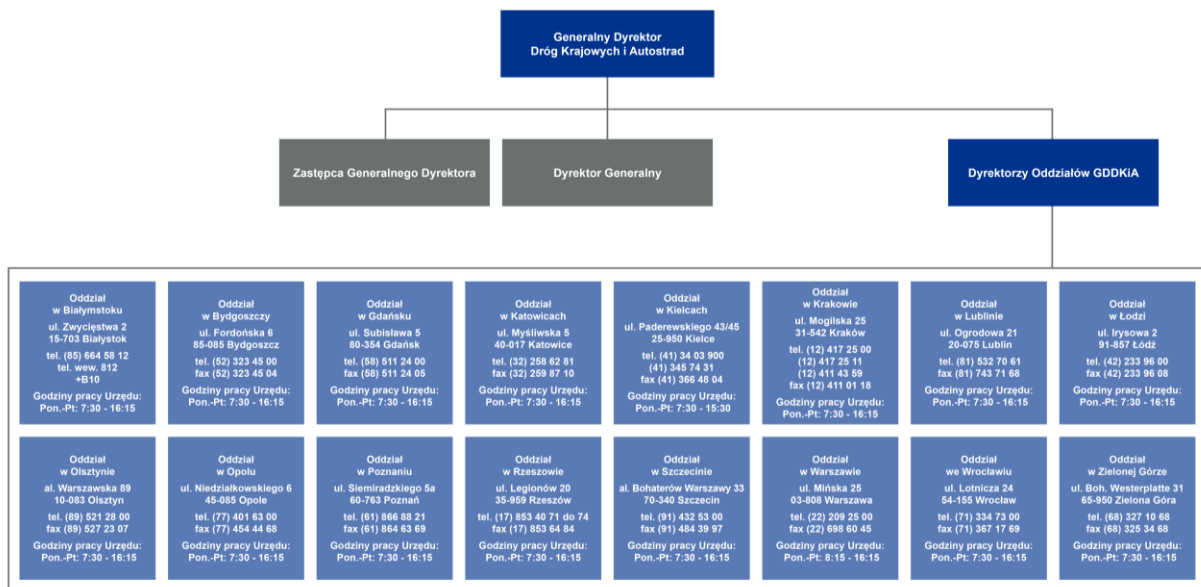 Generalny Dyrektor
Dróg Krajowych i Autostrad
Zastępca Generalnego Dyrektora
Dyrektor Generalny
Dyrektorzy Oddziałów GDDKiA
Oddział
w Białymstoku
ul. Zwycięstwa 2
15-703 Białystok
tel. (85) 664 58 12
tel. wew. 812
+B10
Godziny pracy Urzędu:
Pon.-Pt: 7:30 - 16:15
Oddział
w Bydgoszczy
ul. Fordońska 6
85-085 Bydgoszcz
tel. (52) 323 45 00
fax (52) 323 45 04
Godziny pracy Urzędu:
Pon.-Pt: 7:30 - 16:15
Oddział
w Gdańsku
ul. Subisława 5
80-354 Gdańsk
tel. (58) 511 24 00
fax (58) 511 24 05
Godziny pracy Urzędu:
Pon.-Pt: 7:30 - 16:15
Oddział
w Katowicach
ul. Myśliwska 5
40-017 Katowice
tel. (32) 258 62 81
fax (32) 259 87 10
Godziny pracy Urzędu:
Pon.-Pt: 7:30 - 16:15
Oddział
w Kielcach
ul. Paderewskiego 43/45
25-950 Kielce
tel. (41) 34 03 900
(41) 345 74 31
fax (41) 366 48 04
Godziny pracy Urzędu:
Pon.-Pt: 7:30 - 15:30
Oddział
w Krakowie
ul. Mogilska 25
31-542 Kraków
tel. (12) 417 25 00
(12) 417 25 11
(12) 411 43 59
fax (12) 411 01 18
Godziny pracy Urzędu:
Pon.-Pt: 7:30 - 16:15
Oddział
w Lublinie
ul. Ogrodowa 21
20-075 Lublin
tel. (81) 532 70 61
fax (81) 743 71 68
Godziny pracy Urzędu:
Pon.-Pt: 7:30 - 16:15
Oddział
w Łodzi
ul. Irysowa 2
91-857 Łódź
tel. (42) 233 96 00
fax (42) 233 96 08
Godziny pracy Urzędu:
Pon.-Pt: 7:30 - 16:15
Oddział
w Olsztynie
al. Warszawska 89
10-083 Olsztyn
tel. (89) 521 28 00
fax (89) 527 23 07
Godziny pracy Urzędu:
Pon.-Pt: 7:30 - 16:15
Oddział
w Opolu
ul. Niedziałkowskiego 6
45-085 Opole
tel. (77) 401 63 00
fax (77) 454 44 68
Godziny pracy Urzędu:
Pon.-Pt: 7:30 - 16:15
Oddział
w Poznaniu
ul. Siemiradzkiego 5a
60-763 Poznań
tel. (61) 866 88 21
fax (61) 864 63 69
Godziny pracy Urzędu:
Pon.-Pt: 7:30 - 16:15
Oddział
w Rzeszowie
ul. Legionów 20
35-959 Rzeszów
tel. (17) 853 40 71 do 74
fax (17) 853 64 84
Godziny pracy Urzędu:
Pon.-Pt: 7:30 - 16:15
Oddział
w Szczecinie
al. Bohaterów Warszawy 33
70-340 Szczecin
tel. (91) 432 53 00
fax (91) 484 39 97
Godziny pracy Urzędu:
Pon.-Pt: 7:30 - 16:15
Oddział
w Warszawie
ul. Mińska 25
03-808 Warszawa
tel. (22) 209 25 00
fax (22) 698 60 45
Godziny pracy Urzędu:
Pon.-Pt: 8:15 - 16:15
Oddział
we Wrocławiu
ul. Lotnicza 24
54-155 Wrocław
tel. (71) 334 73 00
fax (71) 367 17 69
Godziny pracy Urzędu:
Pon.-Pt: 7:30 - 16:15
Oddział
w Zielonej Górze
ul. Boh. Westerplatte 31
65-950 Zielona Góra
tel. (68) 327 10 68
fax (68) 325 34 68
Godziny pracy Urzędu:
Pon.-Pt: 7:30 - 16:15